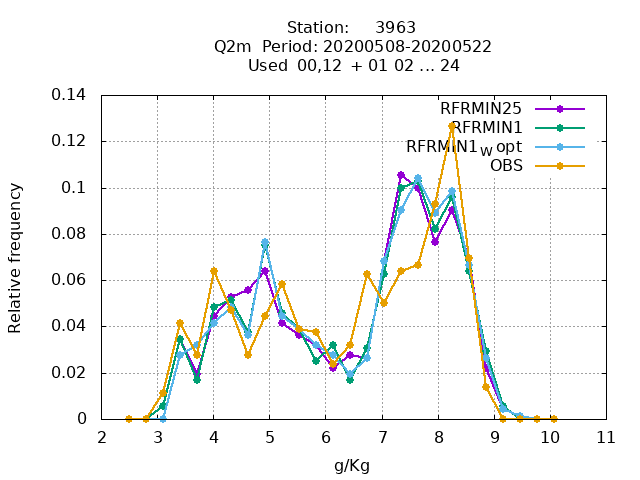 Station: 3963
Q2m Period: 20200508-20200522
Used 00,12 + 01 02 ... 24
RFRMIN25
RFRMIN1
RFRMIN1_w opt
OBS
0.14
0.12
0.1
0.08
0.06
0.04
0.02
0
Relative frequency
2 3 4 5 6 7 8 9 10 11
g/Kg